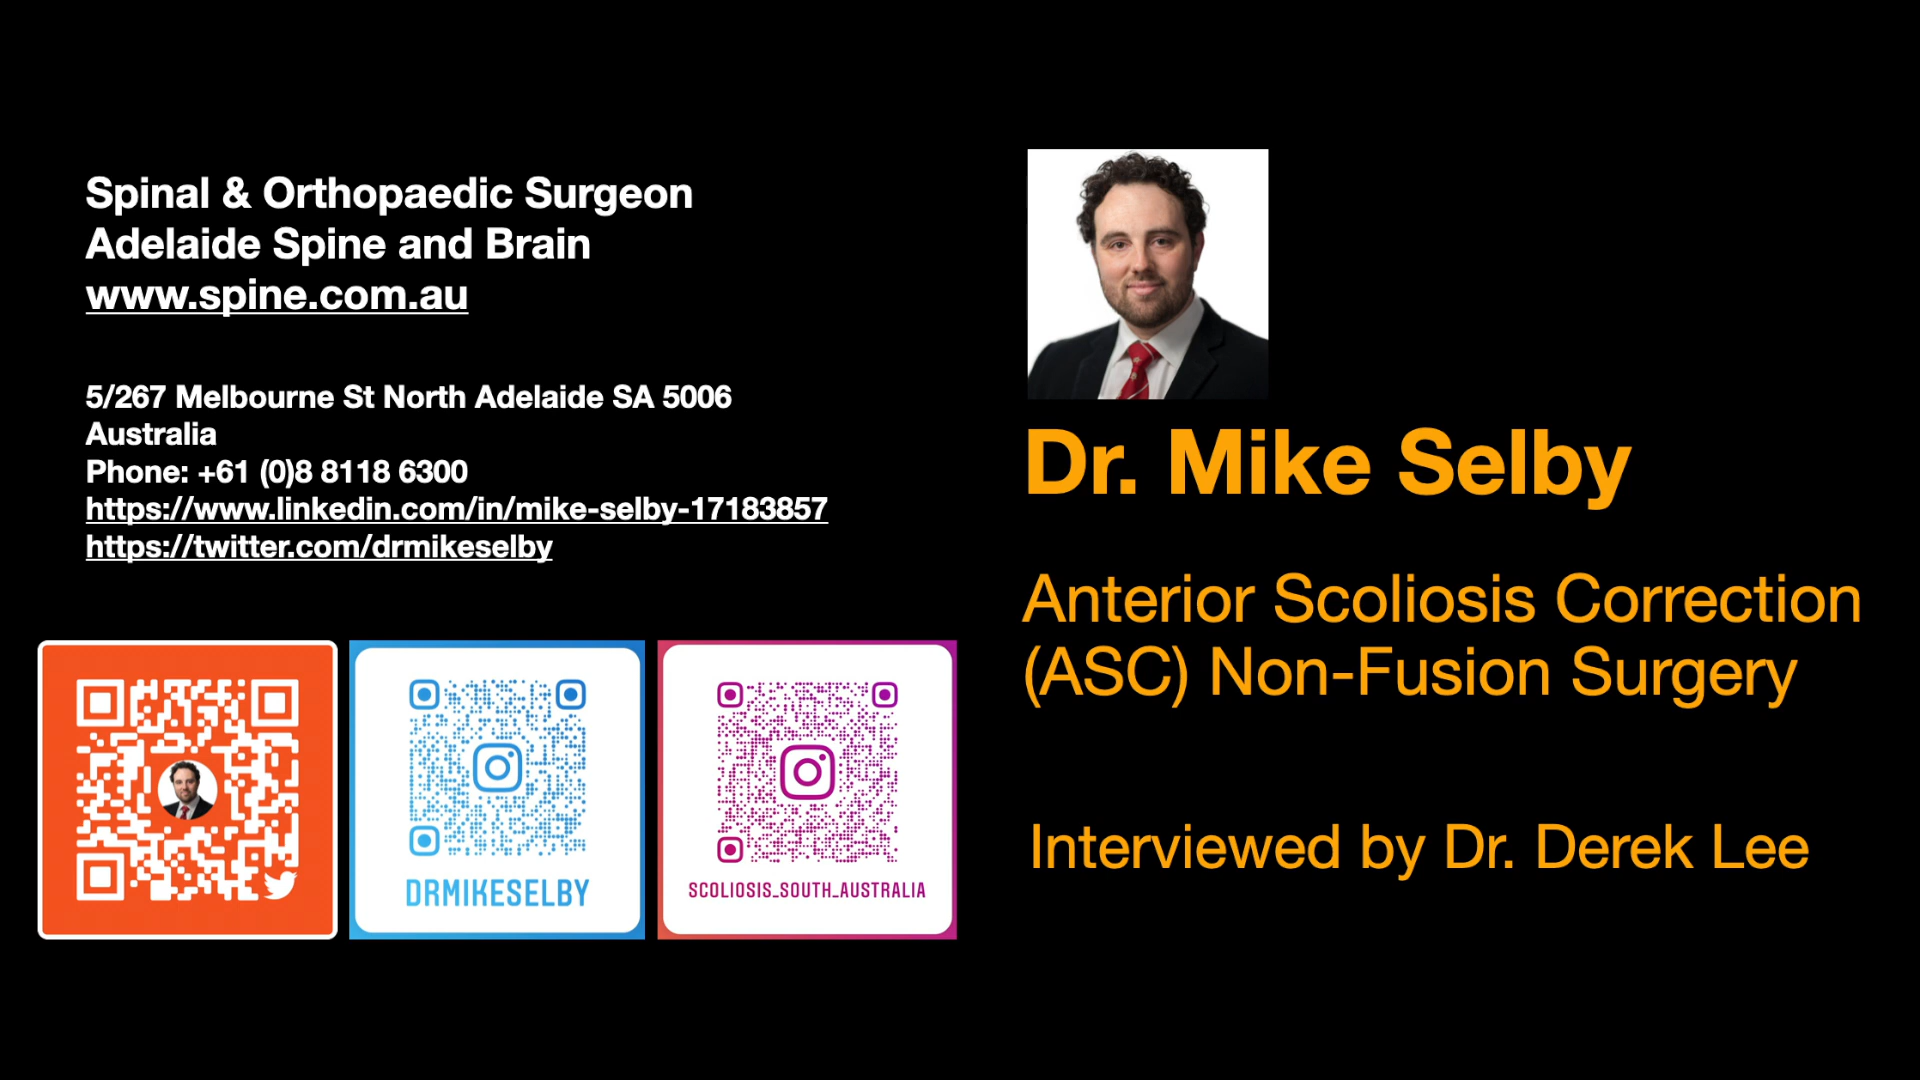 Spinal & Orthopaedic Surgeon
Adelaide Spine and Brain
www.spine.com.au
5/267 Melbourne St North Adelaide SA 5006
Australia
Phone: +61 (0)8 8118 6300
https://www.linkedin.com/in/mike-selby-17183857
https://twitter.com/drmikeselby
DRMIKESELBY
SCOLIOSIS_SOUTH_AUSTRALIA
Dr. Mike Selby
Anterior Scoliosis Correction
(ASC) Non-Fusion Surgery
Interviewed by Dr. Derek Lee